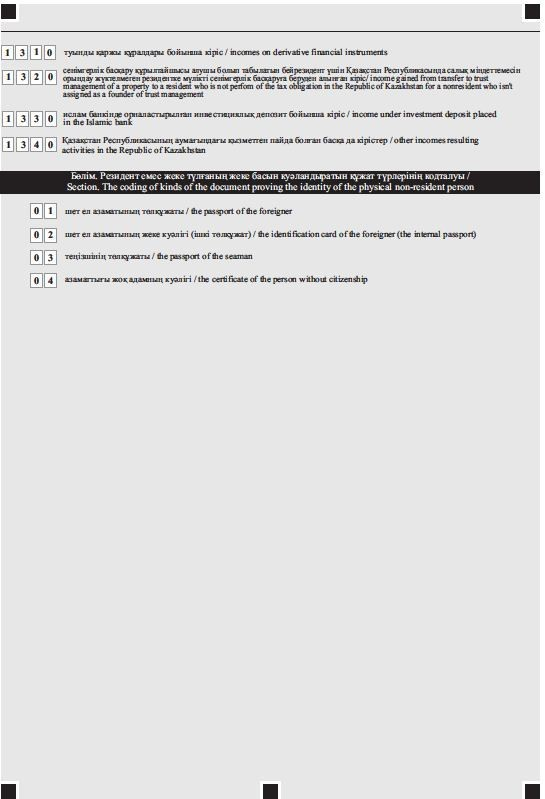 1310 туынды қаржы құралдары бойынша кіріс / incomes on derivative financial instruments
1320 сенімгерлік басқару құрылтайшысы алушы болып табылатын бейрезидент үшін Қазақстан Республикасында салық міндеттемесін
орындау жүктелмеген резидентке мүлікті сенімгерлік басқаруға беруден алынған кіріс/ income gained from transfer to trust
management of a property to a resident who is not perfom of the tax obligation in the Republic of Kazakhstan for a nonresident who isn't
assigned as a founder of trust management
1330 ислам банкінде орналастырылған инвестициялық депозит бойынша кіріс / income under investment deposit placed
in the Islamic bank
1340 Қазақстан Республикасының аумағындағы қызметтен пайда болған басқа да кірістер / other incomes resulting
activities in the Republic of Kazakhstan
Бөлім. Резидент емес жеке тұлғаның жеке басын куәландыратын құжат түрлерінің кодталуы /
Section. The coding of kinds of the document proving the identity of the physical non-resident person
01 шет ел азаматының төлқұжаты / the passport of the foreigner
02 шет ел азаматының жеке куәлігі (ішкі төлқұжат) / the identification card of the foreigner (the internal passport)
03 теңізшінің төлқұжаты / the passport of the seaman
04 азаматтығы жоқ адамның куәлігі / the certificate of the person without citizenship